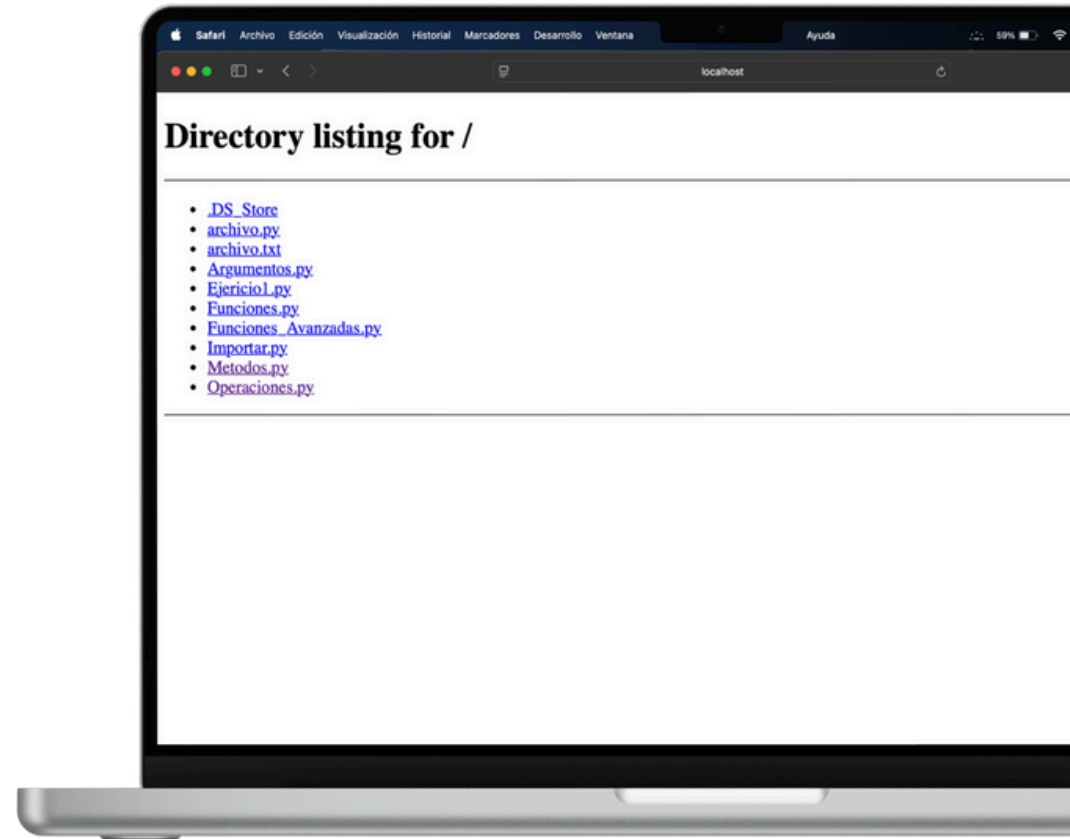 Safari Archivo Edición Visualización Historial Marcadores Desarrollo Ventana Ayuda 59%
localhost
Directory listing for /
.DS_Store
archivo.py
archivo.txt
Argumentos.py
Ejericio1.py
Funciones.py
Funciones_Avanzadas.py
Importar.py
Metodos.py
Operaciones.py